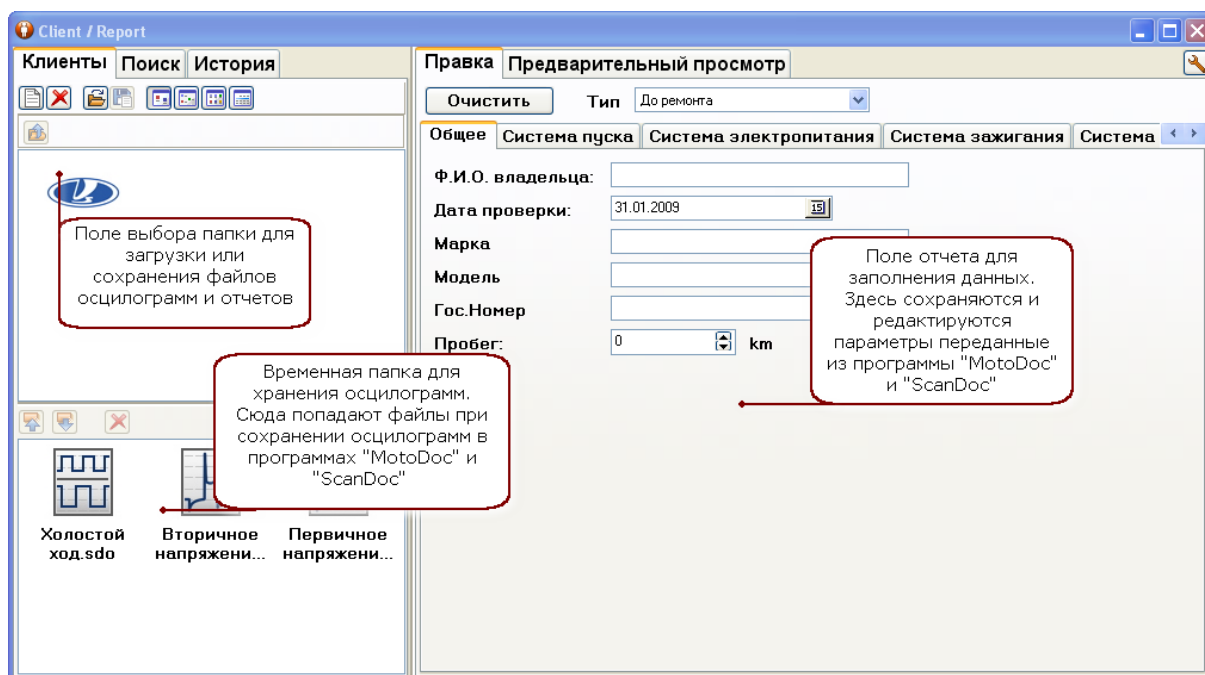 Client / Report
Клиенты Поиск История
Правка Предварительный просмотр
Очистить Тип До ремонта
Общее Система пуска Система электропитания Система зажигания Система
Ф.И.О. владельца:
Дата проверки: 31.01.2009 15
Марка
Модель
Гос.Номер
Пробег: 0 km
Поле выбора папки для
загрузки или
сохранения файлов
осцилограмм и отчетов
Поле отчета для
заполнения данных.
Здесь сохраняются и
редактируются
параметры переданные
из программы "MotoDoc"
и "ScanDoc"
Временная папка для
хранения осцилограмм.
Сюда попадают файлы при
сохранении осцилограмм в
программах "MotoDoc" и
"ScanDoc"
Холостой
ход.sdo
Вторичное
напряжени...
Первичное
напряжени...